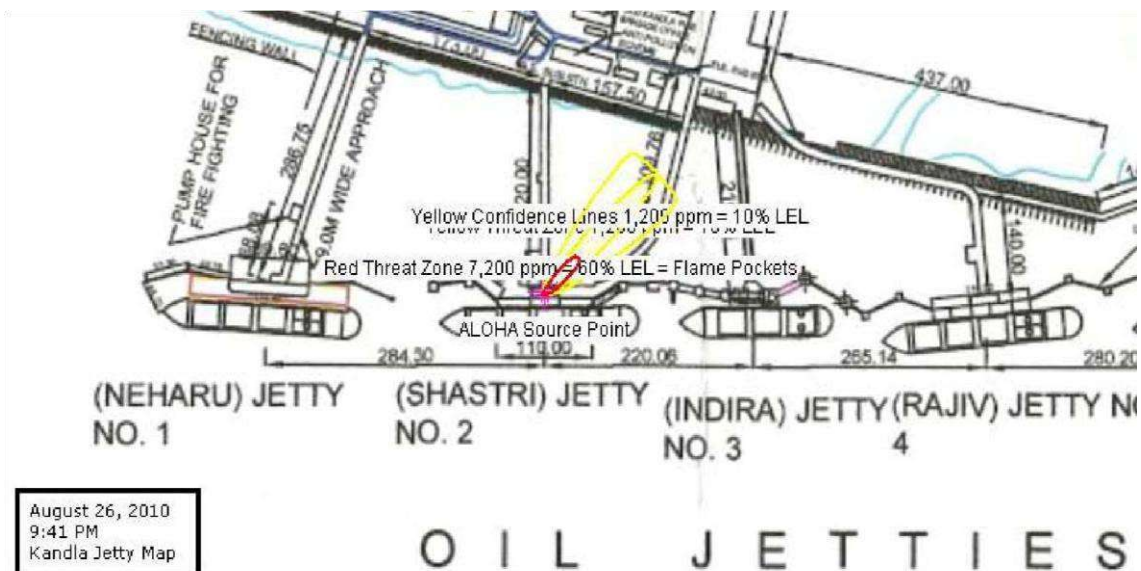 FENCING WALL
PUMP HOUSE FOR
FIRE FIGHTING
286.75
9.0M WIDE APPROACH
157.50
437.00
140.00
Yellow Confidence Lines 1,200 ppm = 10% LEL
Red Threat Zone 7,200 ppm = 60% LEL = Flame Pockets
ALOHA Source Point
110.00
284.30
220.06
265.14
280.20
(NEHARU) JETTY
NO. 1
(SHASTRI) JETTY
NO. 2
(INDIRA) JETTY
NO. 3
(RAJIV) JETTY NO
4
August 26, 2010
9:41 PM
Kandla Jetty Map
OIL JETTIES